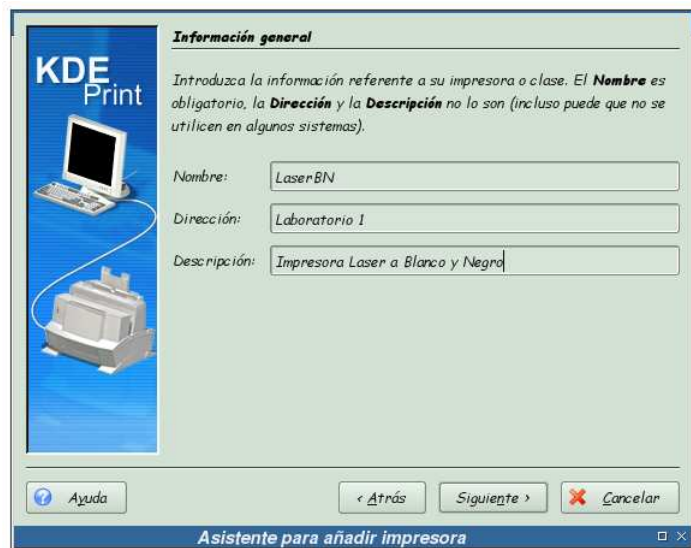 Información general
KDE
Print
Introduzca la información referente a su impresora o clase. El Nombre es
obligatorio, la Dirección y la Descripción no lo son (incluso puede que no se
utilicen en algunos sistemas).
Nombre: LaserBN
Dirección: Laboratorio 1
Descripción: Impresora Laser a Blanco y Negro
Ayuda < Atrás Siguiente > Cancelar
Asistente para añadir impresora